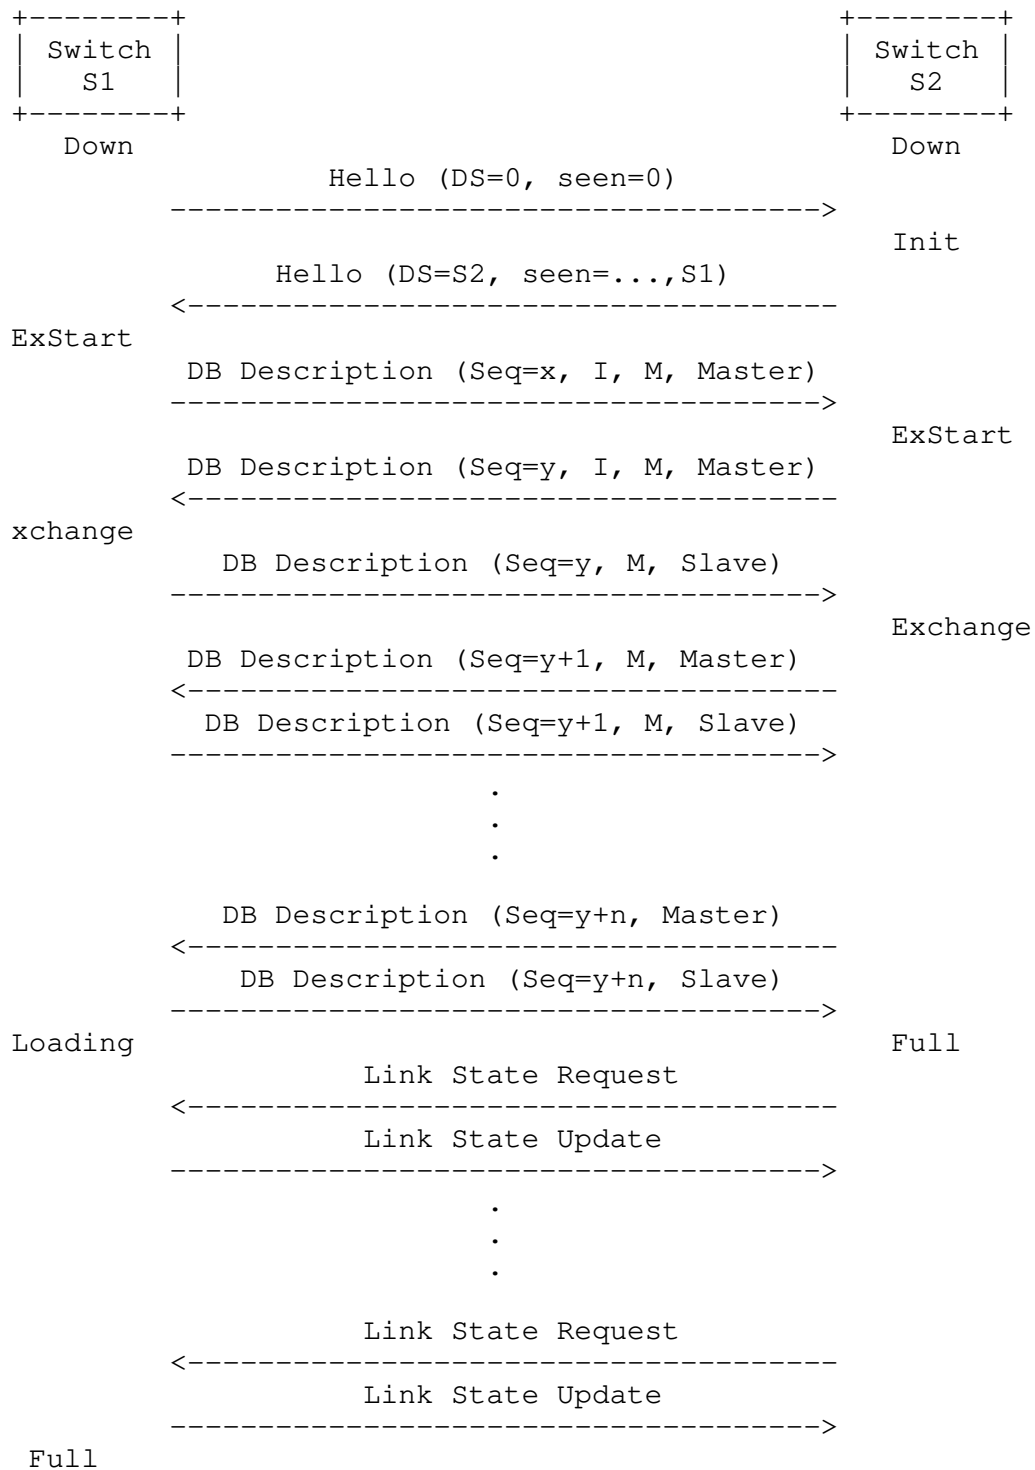 +--------+                                      +--------+
| Switch |                                      | Switch |
|   S1   |                                      |   S2   |
+--------+                                      +--------+
   Down                                            Down
                  Hello (DS=0, seen=0)
         ------------------------------------->
                                                   Init
               Hello (DS=S2, seen=...,S1)
         <-------------------------------------
ExStart
          DB Description (Seq=x, I, M, Master)
         ------------------------------------->
                                                   ExStart
          DB Description (Seq=y, I, M, Master)
         <-------------------------------------
xchange
            DB Description (Seq=y, M, Slave)
         ------------------------------------->
                                                   Exchange
          DB Description (Seq=y+1, M, Master)
         <-------------------------------------
           DB Description (Seq=y+1, M, Slave)
         ------------------------------------->
                            .
                            .
                            .
            DB Description (Seq=y+n, Master)
         <-------------------------------------
             DB Description (Seq=y+n, Slave)
         ------------------------------------->
Loading                                            Full
                    Link State Request
         <-------------------------------------
                    Link State Update
         ------------------------------------->
                            .
                            .
                            .
                    Link State Request
         <-------------------------------------
                    Link State Update
         ------------------------------------->
 Full